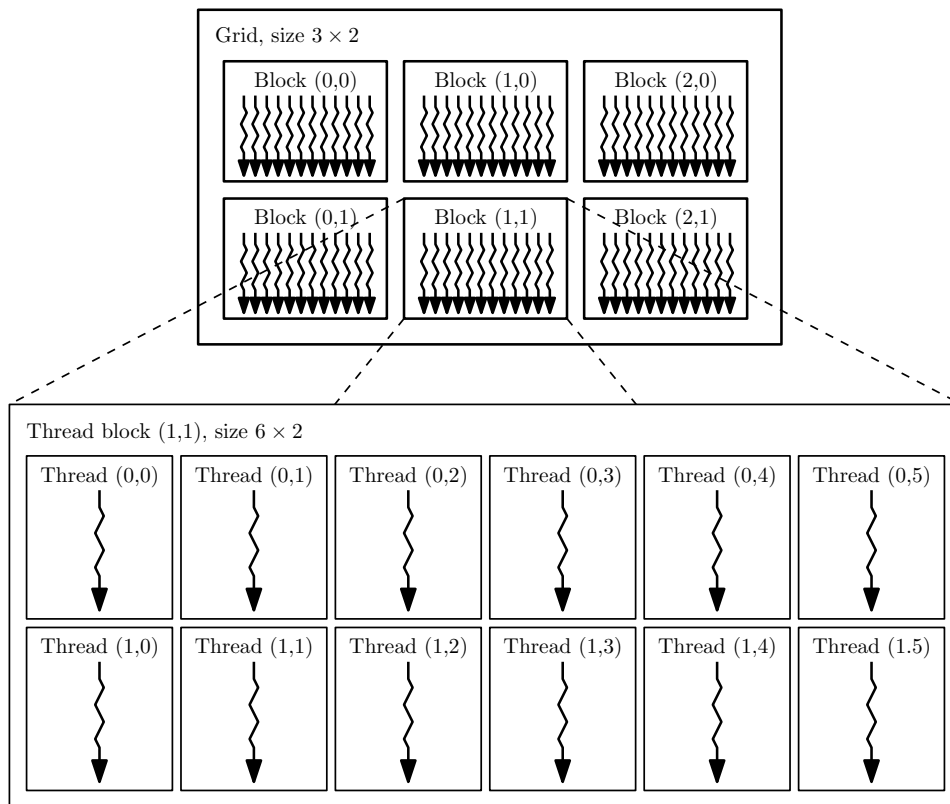 Grid, size 3 × 2
Block (0,0) Block (1,0) Block (2,0)
Block (0,1) Block (1,1) Block (2,1)
Thread block (1,1), size 6 × 2
Thread (0,0) Thread (0,1) Thread (0,2) Thread (0,3) Thread (0,4) Thread (0,5)
Thread (1,0) Thread (1,1) Thread (1,2) Thread (1,3) Thread (1,4) Thread (1.5)